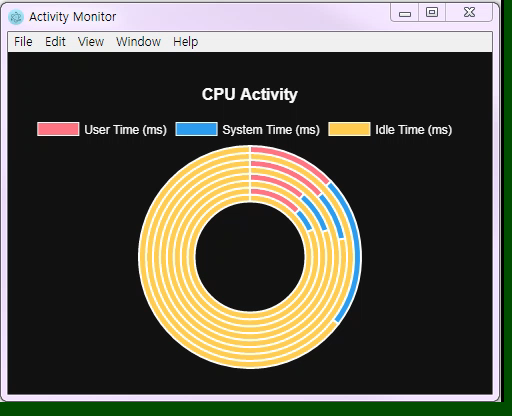 Activity Monitor
File Edit View Window Help
CPU Activity
User Time (ms) System Time (ms) Idle Time (ms)